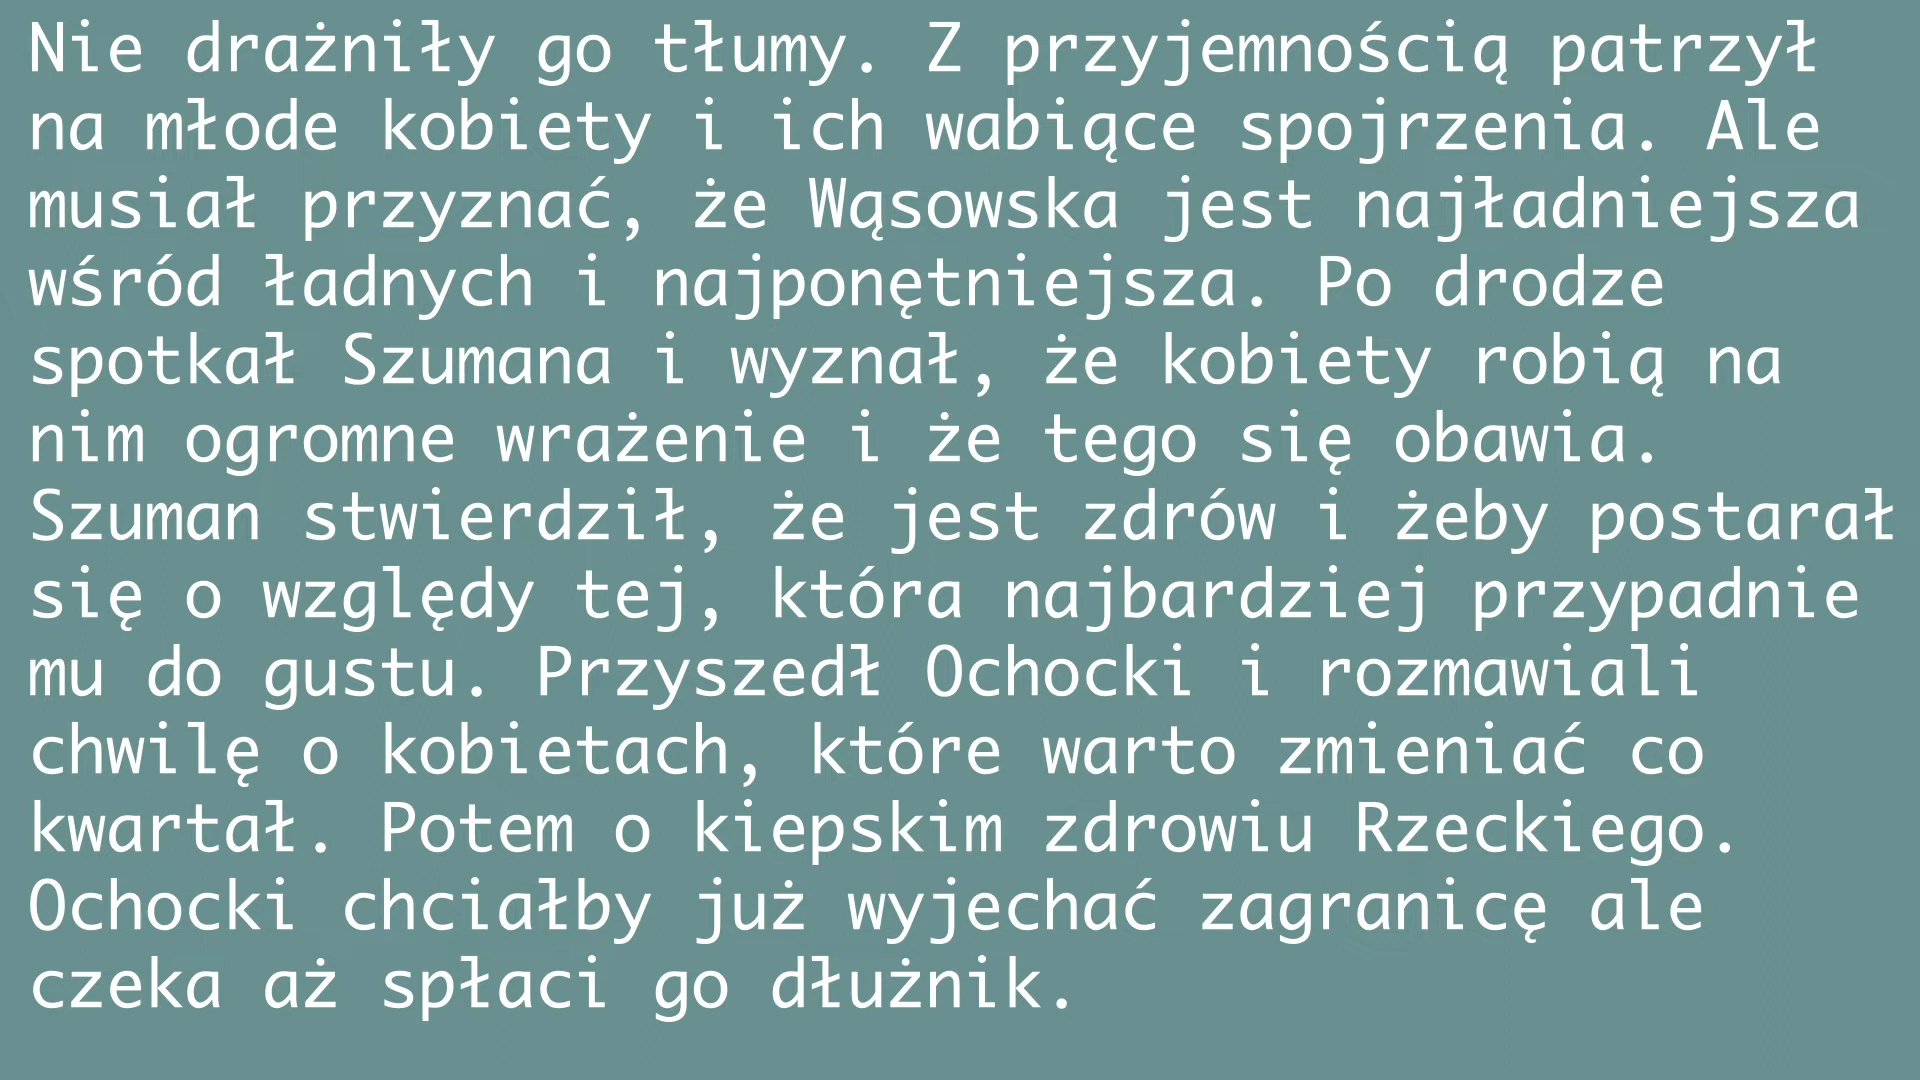 Nie drażniły go tłumy. Z przyjemnością patrzył
na młode kobiety i ich wabiące spojrzenia. Ale
musiał przyznać, że Wąsowska jest najładniejsza
wśród ładnych i najponętniejsza. Po drodze
spotkał Szumana i wyznał, że kobiety robią na
nim ogromne wrażenie i że tego się obawia.
Szuman stwierdził, że jest zdrów i żeby postarał
się o względy tej, która najbardziej przypadnie
mu do gustu. Przyszedł Ochocki i rozmawiali
chwilę o kobietach, które warto zmieniać co
kwartał. Potem o kiepskim zdrowiu Rzeckiego.
Ochocki chciałby już wyjechać zagranicę ale
czeka aż spłaci go dłużnik.